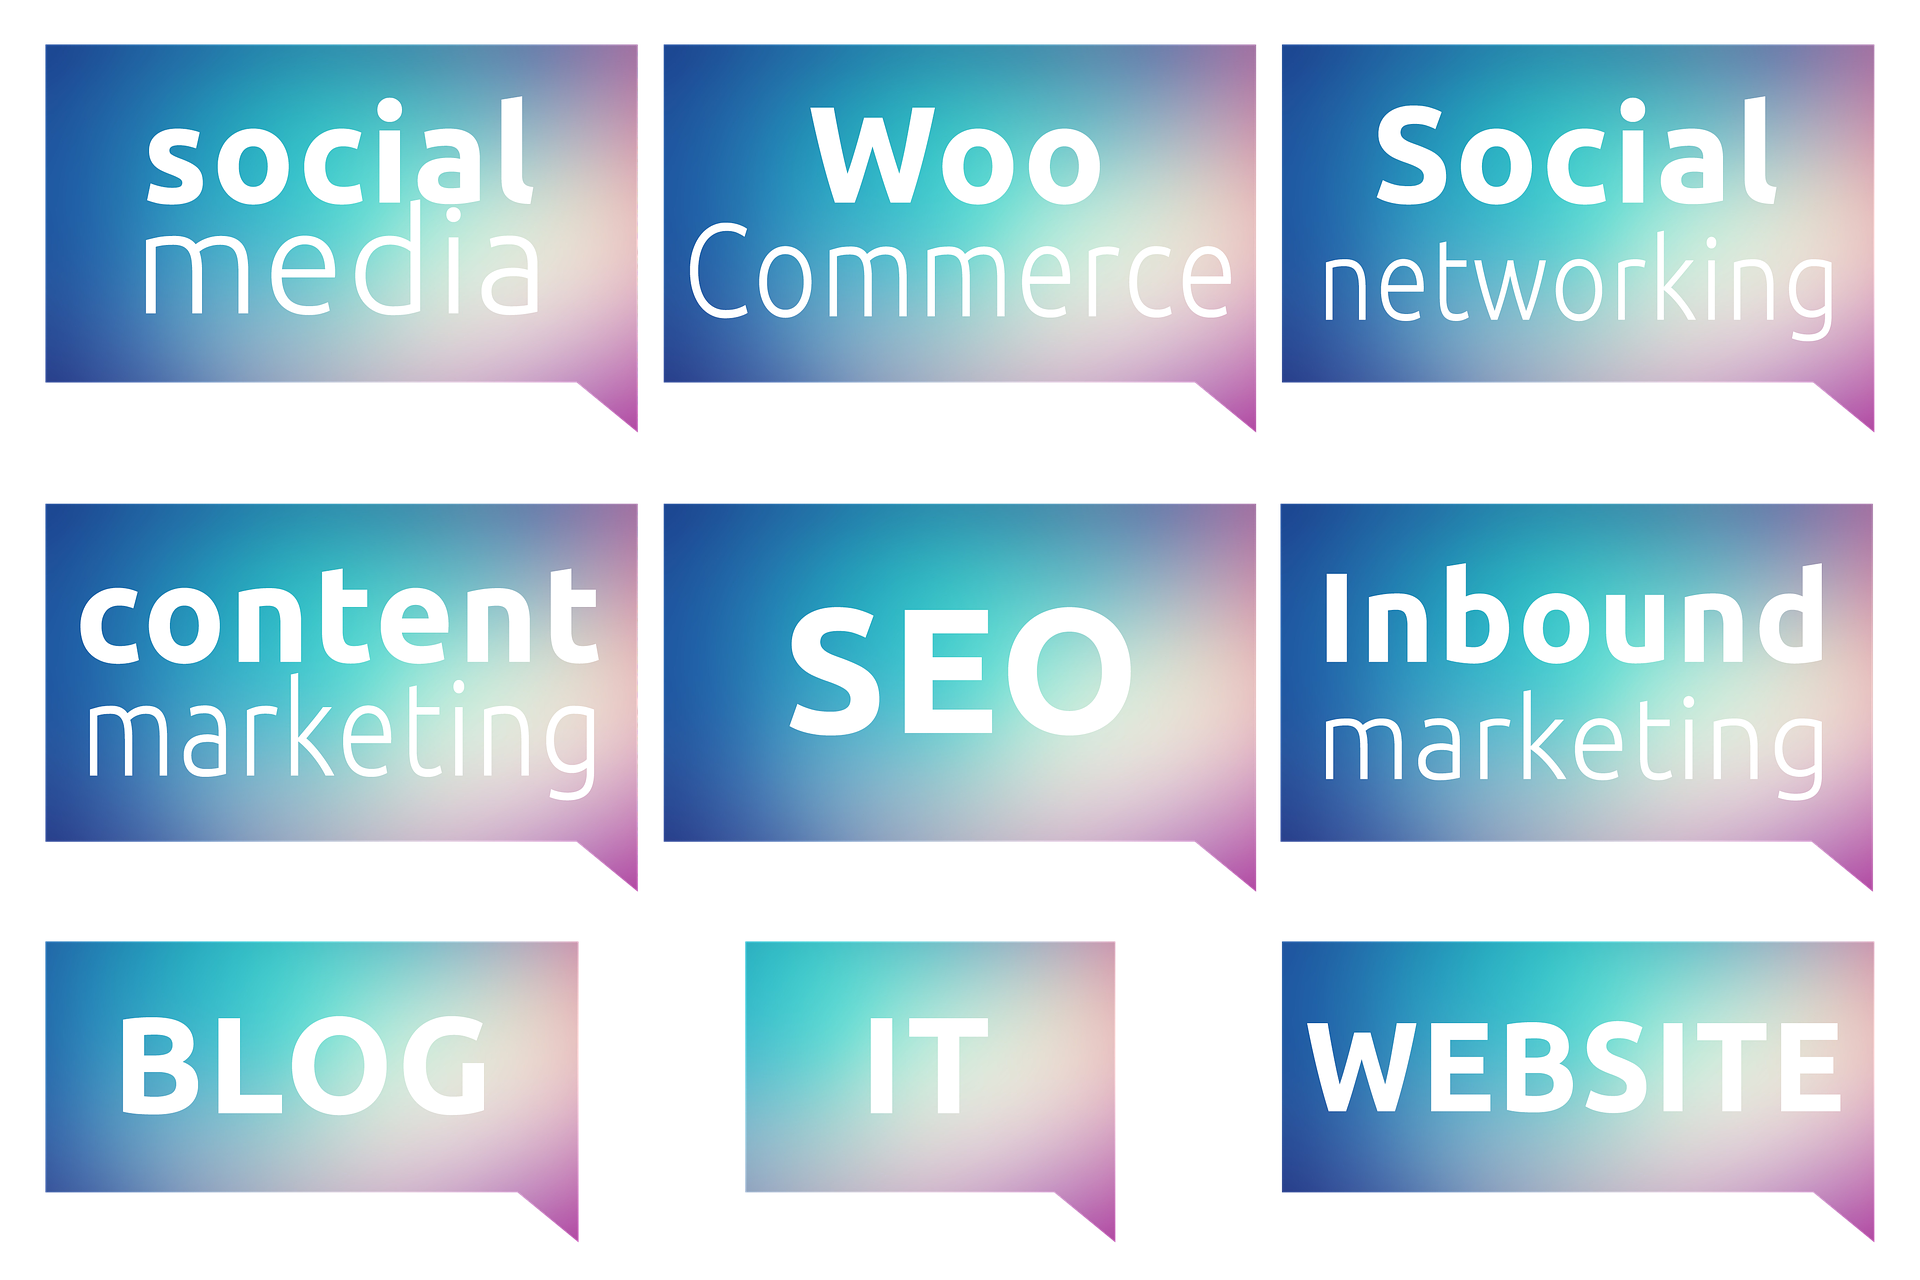 social
media
Woo
Commerce
Social
networking
content
marketing
SEO
Inbound
marketing
BLOG
IT
WEBSITE